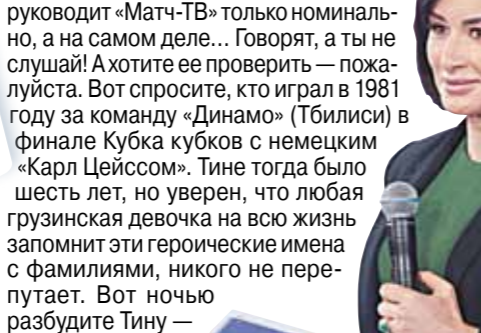 руководит «Матч-ТВ» только номиналь-
но, а на самом деле... Говорят, а ты не
слушай! А хотите ее проверить — пожа-
луйста. Вот спросите, кто играл в 1981
году за команду «Динамо» (Тбилиси) в
финале Кубка кубков с немецким
«Карл Цейссом». Тине тогда было
шесть лет, но уверен, что любая
грузинская девочка на всю жизнь
запомнит эти героические имена
с фамилиями, никого не пере-
путает. Вот ночью
разбудите Тину —